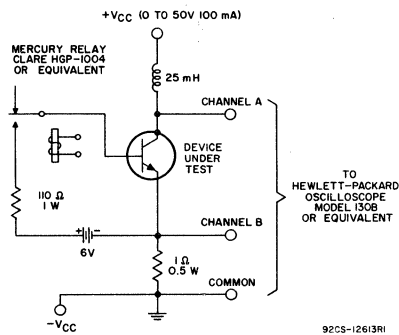 +VCC (0 TO 50V 100 mA)
MERCURY RELAY
CLARE HGP-1004
OR EQUIVALENT
25 mH
CHANNEL A
DEVICE
UNDER
TEST
TO
HEWLETT-PACKARD
OSCILLOSCOPE
MODEL 130B
OR EQUIVALENT
110 Ω
1 W
CHANNEL B
+ -
6V
1Ω
0.5 W
COMMON
-VCC
92CS-12613R1